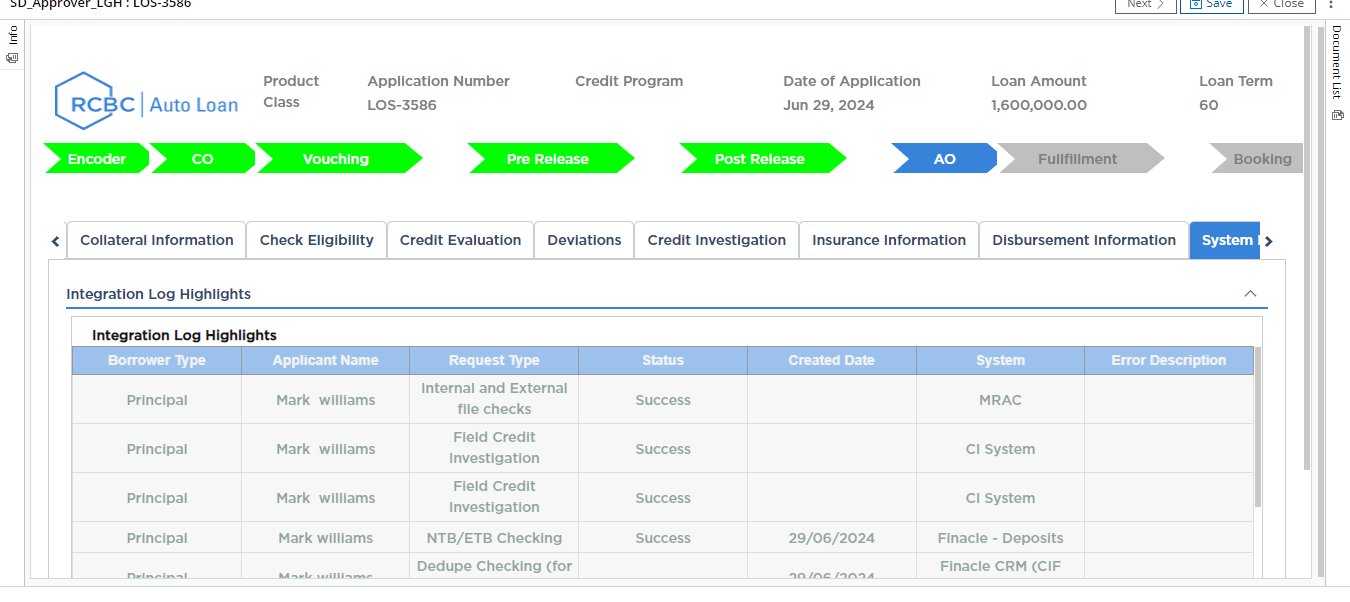 SD_Approver_LGH : LOS-3586
Next
Save
Close
Info
Document List
RCBC | Auto Loan
Product Class
Application Number
LOS-3586
Credit Program
Date of Application
Jun 29, 2024
Loan Amount
1,600,000.00
Loan Term
60
Encoder
CO
Vouching
Pre Release
Post Release
AO
Fullfillment
Booking
Collateral Information
Check Eligibility
Credit Evaluation
Deviations
Credit Investigation
Insurance Information
Disbursement Information
System
Integration Log Highlights
Integration Log Highlights
Borrower Type Applicant Name Request Type Status Created Date System Error Description
Principal Mark williams Internal and External file checks Success MRAC
Principal Mark williams Field Credit Investigation Success CI System
Principal Mark williams Field Credit Investigation Success CI System
Principal Mark williams NTB/ETB Checking Success 29/06/2024 Finacle - Deposits
Principal Mark williams Dedupe Checking (for 29/06/2024 Finacle CRM (CIF